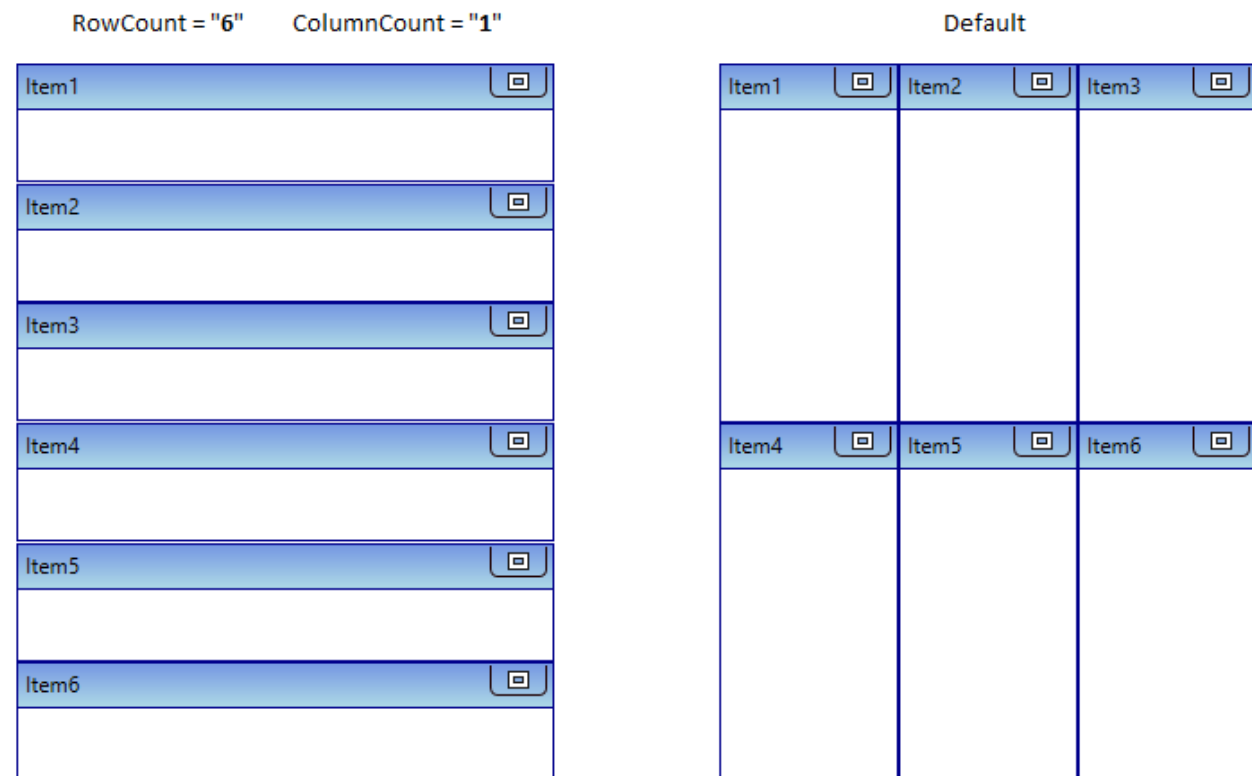 RowCount = "6" ColumnCount = "1"
Item1
Item2
Item3
Item4
Item5
Item6
Default
Item1 Item2 Item3
Item4 Item5 Item6